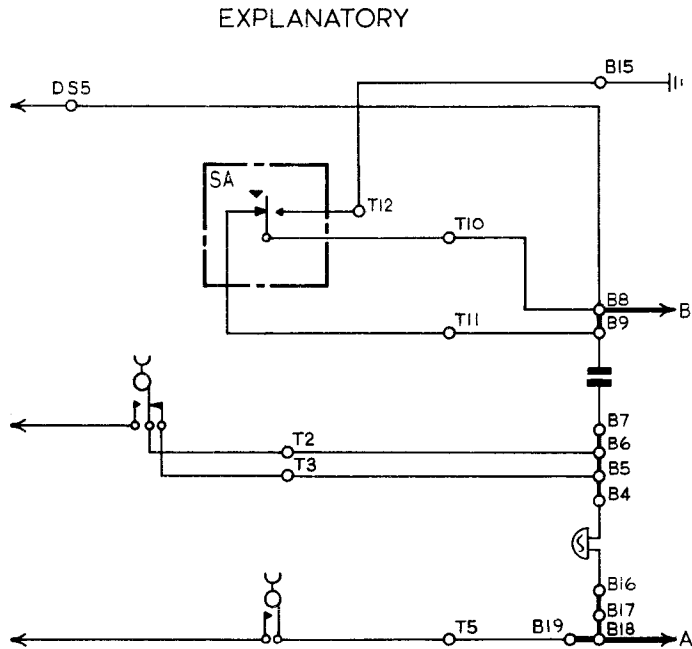 EXPLANATORY
B15
DS5
SA
T12
T10
B8
B
B9
T11
B7
B6
T2
B5
T3
B4
B16
B17
T5
B19
B18
A